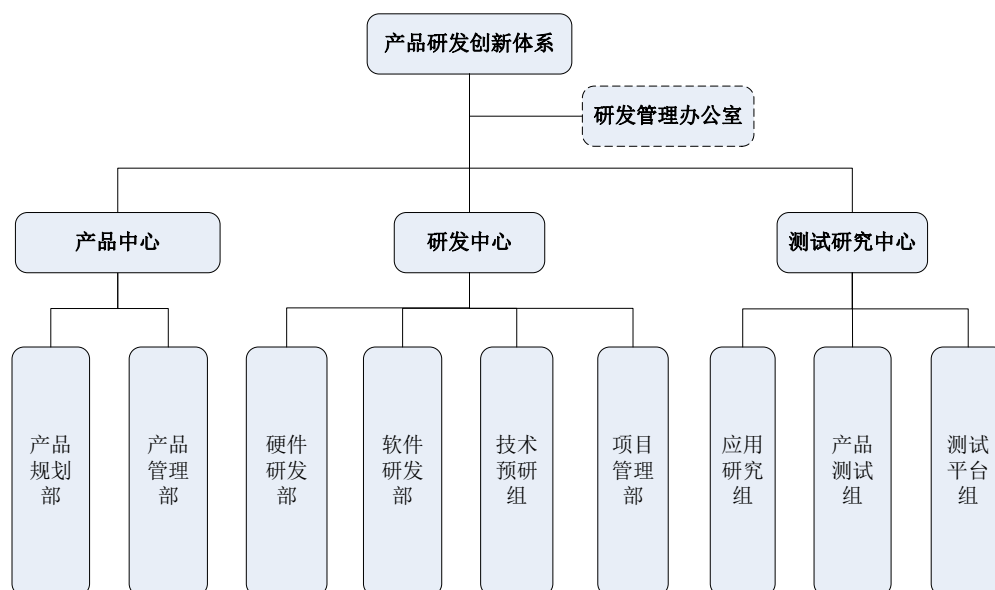 产品研发创新体系
研发管理办公室
产品中心
研发中心
测试研究中心
产品
规划
部
产品
管理
部
硬件
研发
部
软件
研发
部
技术
预研
组
项目
管理
部
应用
研究
组
产品
测试
组
测试
平台
组